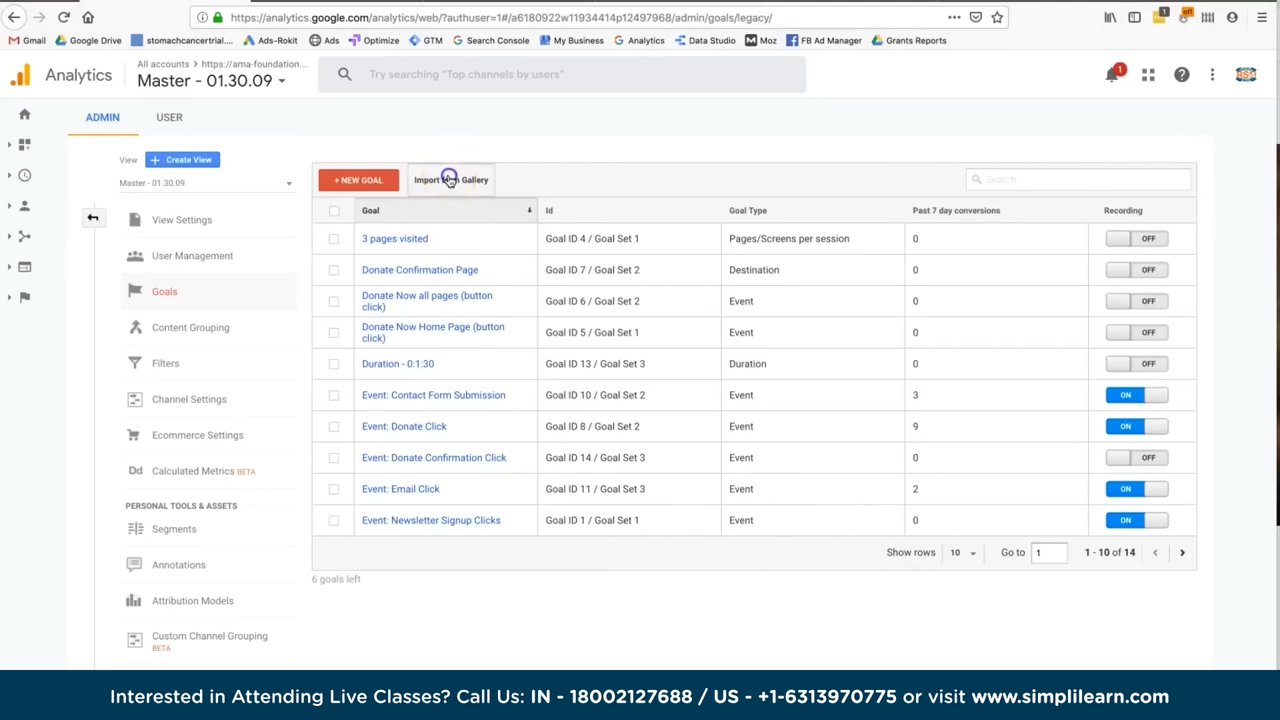 https://analytics.google.com/analytics/web/?authuser=1#/a6180922w11934414p12497968/admin/goals/legacy/
1
off
Gmail
Google Drive
stomachcancertrial....
Ads-Rokit
Ads
Optimize
GTM
Search Console
My Business
Analytics
Data Studio
Moz
FB Ad Manager
Grants Reports
Analytics
All accounts > https://ama-foundation...
Master - 01.30.09
Try searching "Top channels by users"
1
ADMIN
USER
View
+ Create View
Master - 01.30.09
View Settings
User Management
Goals
Content Grouping
Filters
Channel Settings
Ecommerce Settings
Dd Calculated Metrics BETA
PERSONAL TOOLS & ASSETS
Segments
Annotations
Attribution Models
Custom Channel Grouping
BETA
+ NEW GOAL
Import Gallery
Search
Goal Id Goal Type Past 7 day conversions Recording
3 pages visited Goal ID 4 / Goal Set 1 Pages/Screens per session 0 OFF
Donate Confirmation Page Goal ID 7 / Goal Set 2 Destination 0 OFF
Donate Now all pages (button
click) Goal ID 6 / Goal Set 2 Event 0 OFF
Donate Now Home Page (button
click) Goal ID 5 / Goal Set 1 Event 0 OFF
Duration - 0:1:30 Goal ID 13 / Goal Set 3 Duration 0 OFF
Event: Contact Form Submission Goal ID 10 / Goal Set 2 Event 3 ON
Event: Donate Click Goal ID 8 / Goal Set 2 Event 9 ON
Event: Donate Confirmation Click Goal ID 14 / Goal Set 3 Event 0 OFF
Event: Email Click Goal ID 11 / Goal Set 3 Event 2 ON
Event: Newsletter Signup Clicks Goal ID 1 / Goal Set 1 Event 0 ON
Show rows 10 Go to 1 1 - 10 of 14
6 goals left
Interested in Attending Live Classes? Call Us: IN - 18002127688 / US - +1-6313970775 or visit www.simplilearn.com